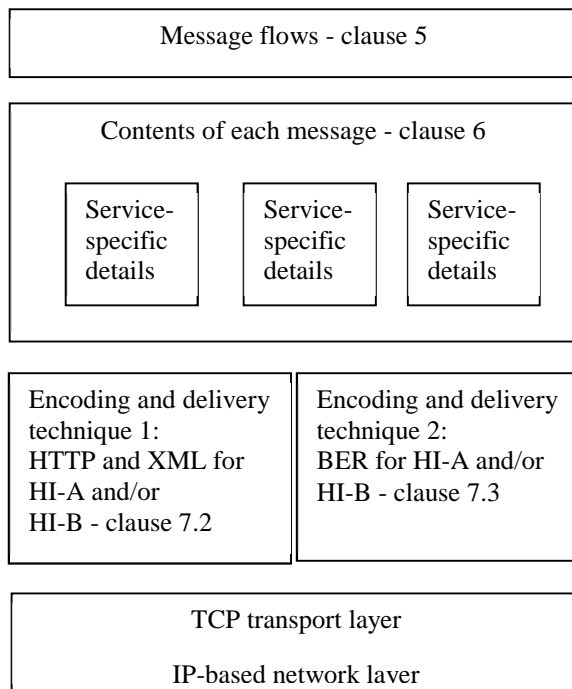 Message flows - clause 5
Contents of each message - clause 6
Service-
specific
details
Service-
specific
details
Service-
specific
details
Encoding and delivery
technique 1:
HTTP and XML for
HI-A and/or
HI-B - clause 7.2
Encoding and delivery
technique 2:
BER for HI-A and/or
HI-B - clause 7.3
TCP transport layer
IP-based network layer